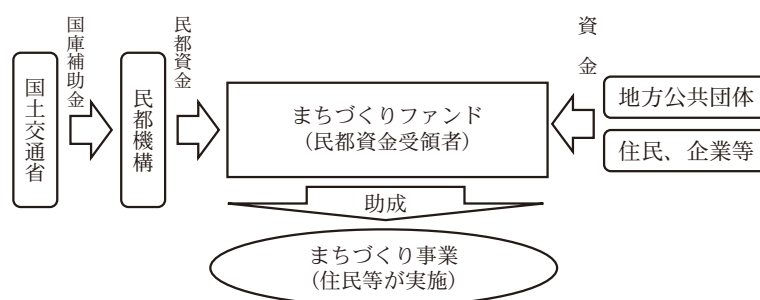 国庫補助金
民都資金
資金
国土交通省
民都機構
まちづくりファンド
（民都資金受領者）
地方公共団体
住民、企業等
助成
まちづくり事業
（住民等が実施）